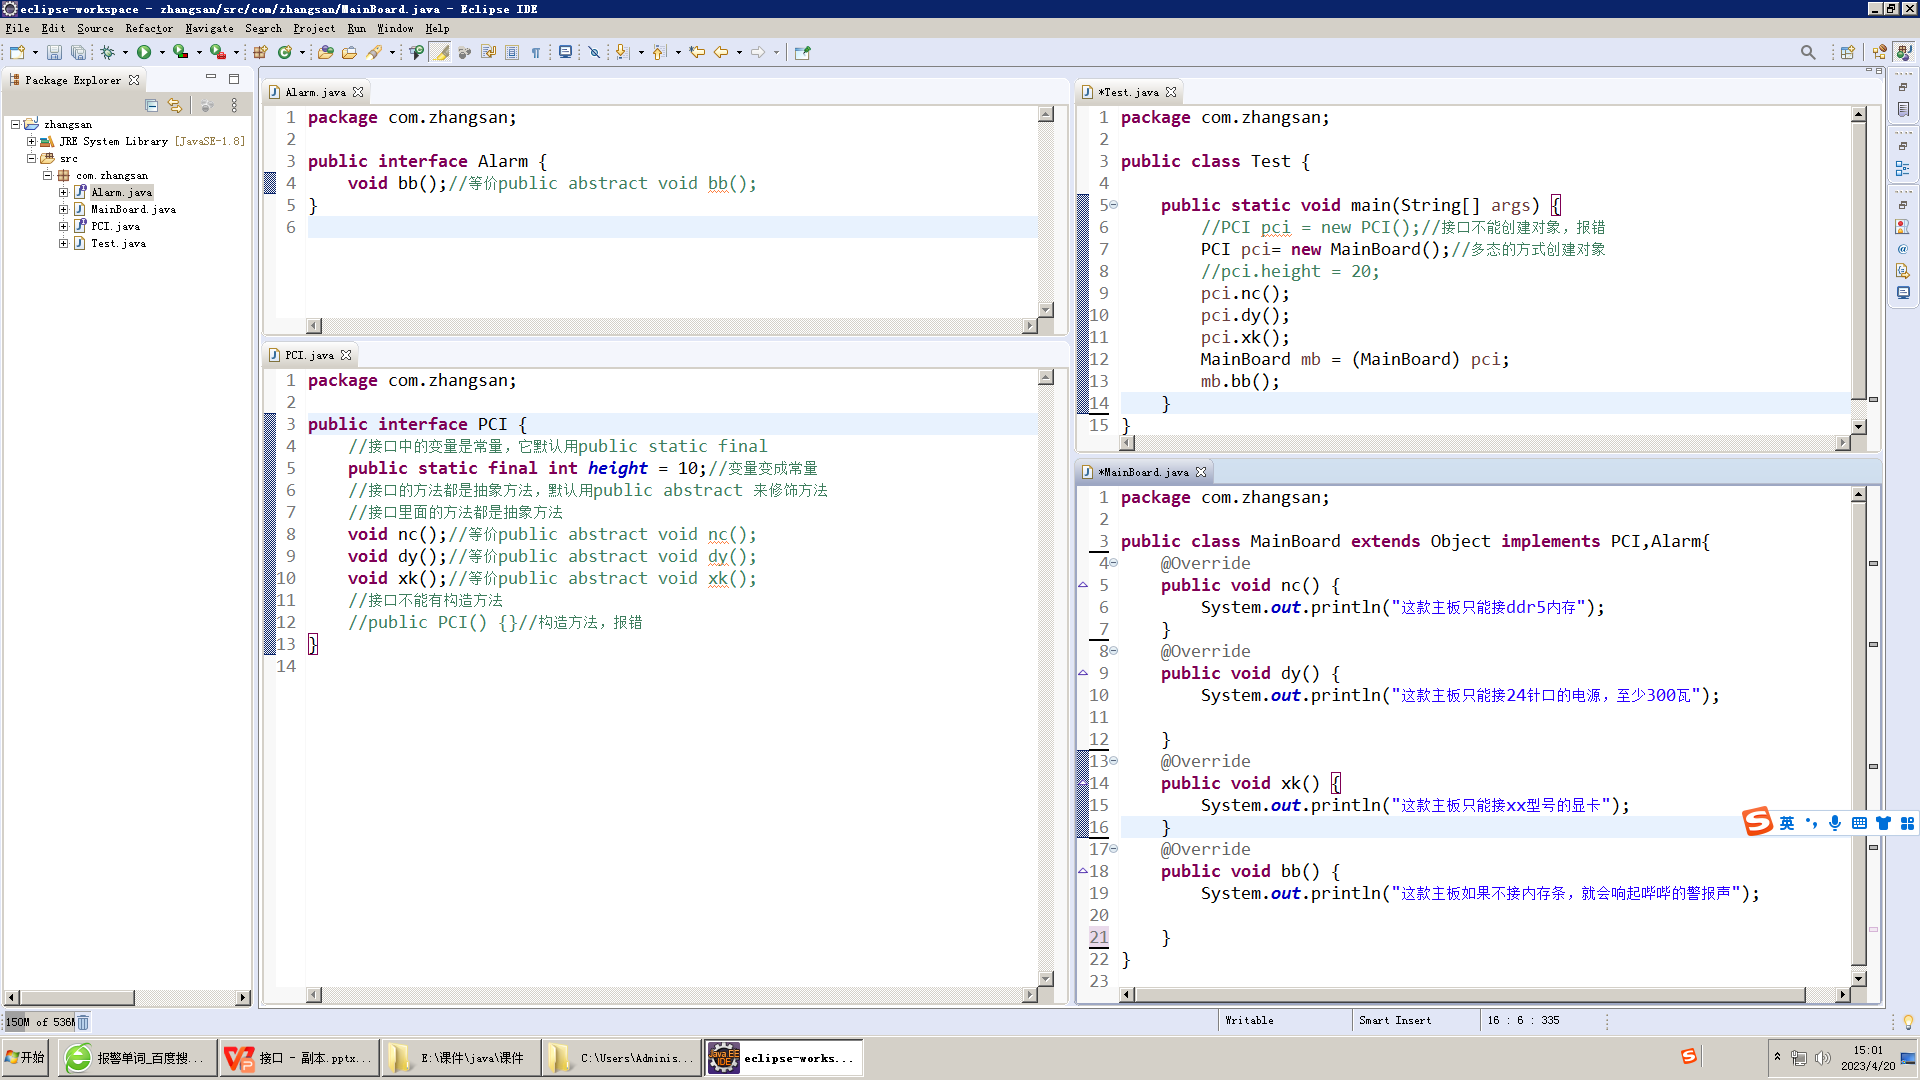 eclipse-workspace - zhangsan/src/com/zhangsan/MainBoard.java - Eclipse IDE
File Edit Source Refactor Navigate Search Project Run Window Help
Package Explorer
zhangsan
JRE System Library [JavaSE-1.8]
src
com.zhangsan
Alarm.java
MainBoard.java
PCI.java
Test.java
Alarm.java
1 package com.zhangsan;
2
3 public interface Alarm {
4 void bb();//等价public abstract void bb();
5 }
6
PCI.java
1 package com.zhangsan;
2
3 public interface PCI {
4 //接口中的变量是常量，它默认用public static final
5 public static final int height = 10;//变量变成常量
6 //接口的方法都是抽象方法，默认用public abstract 来修饰方法
7 //接口里面的方法都是抽象方法
8 void nc();//等价public abstract void nc();
9 void dy();//等价public abstract void dy();
10 void xk();//等价public abstract void xk();
11 //接口不能有构造方法
12 //public PCI() {}//构造方法，报错
13 }
14
*Test.java
1 package com.zhangsan;
2
3 public class Test {
4
5 public static void main(String[] args) {
6 //PCI pci = new PCI();//接口不能创建对象，报错
7 PCI pci= new MainBoard();//多态的方式创建对象
8 //pci.height = 20;
9 pci.nc();
10 pci.dy();
11 pci.xk();
12 MainBoard mb = (MainBoard) pci;
13 mb.bb();
14 }
15 }
*MainBoard.java
1 package com.zhangsan;
2
3 public class MainBoard extends Object implements PCI,Alarm{
4 @Override
5 public void nc() {
6 System.out.println("这款主板只能接ddr5内存");
7 }
8 @Override
9 public void dy() {
10 System.out.println("这款主板只能接24针口的电源，至少300瓦");
11
12 }
13 @Override
14 public void xk() {
15 System.out.println("这款主板只能接xx型号的显卡");
16 }
17 @Override
18 public void bb() {
19 System.out.println("这款主板如果不接内存条，就会响起哔哔的警报声");
20
21 }
22 }
23
英
150M of 536M
Writable
Smart Insert
16 : 6 : 335
开始
报警单词_百度搜...
接口 - 副本.pptx...
E:\课件\java\课件
C:\Users\Adminis...
eclipse-works...
15:01
2023/4/20